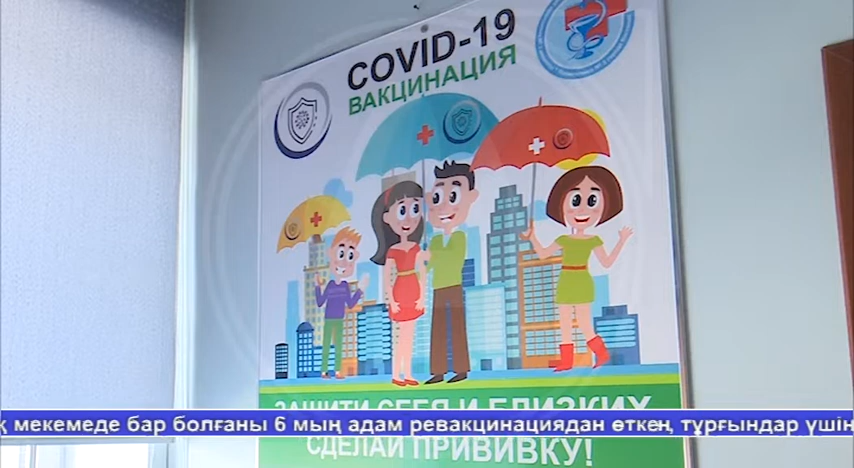 COVID-19
ВАКЦИНАЦИЯ
ЗАЩИТИ СЕБЯ И БЛИЗКИХ
қ мекемеде бар болғаны 6 мың адам ревакцинациядан өткен, тұрғындар үшін
СДЕЛАЙ ПРИВИВКУ!